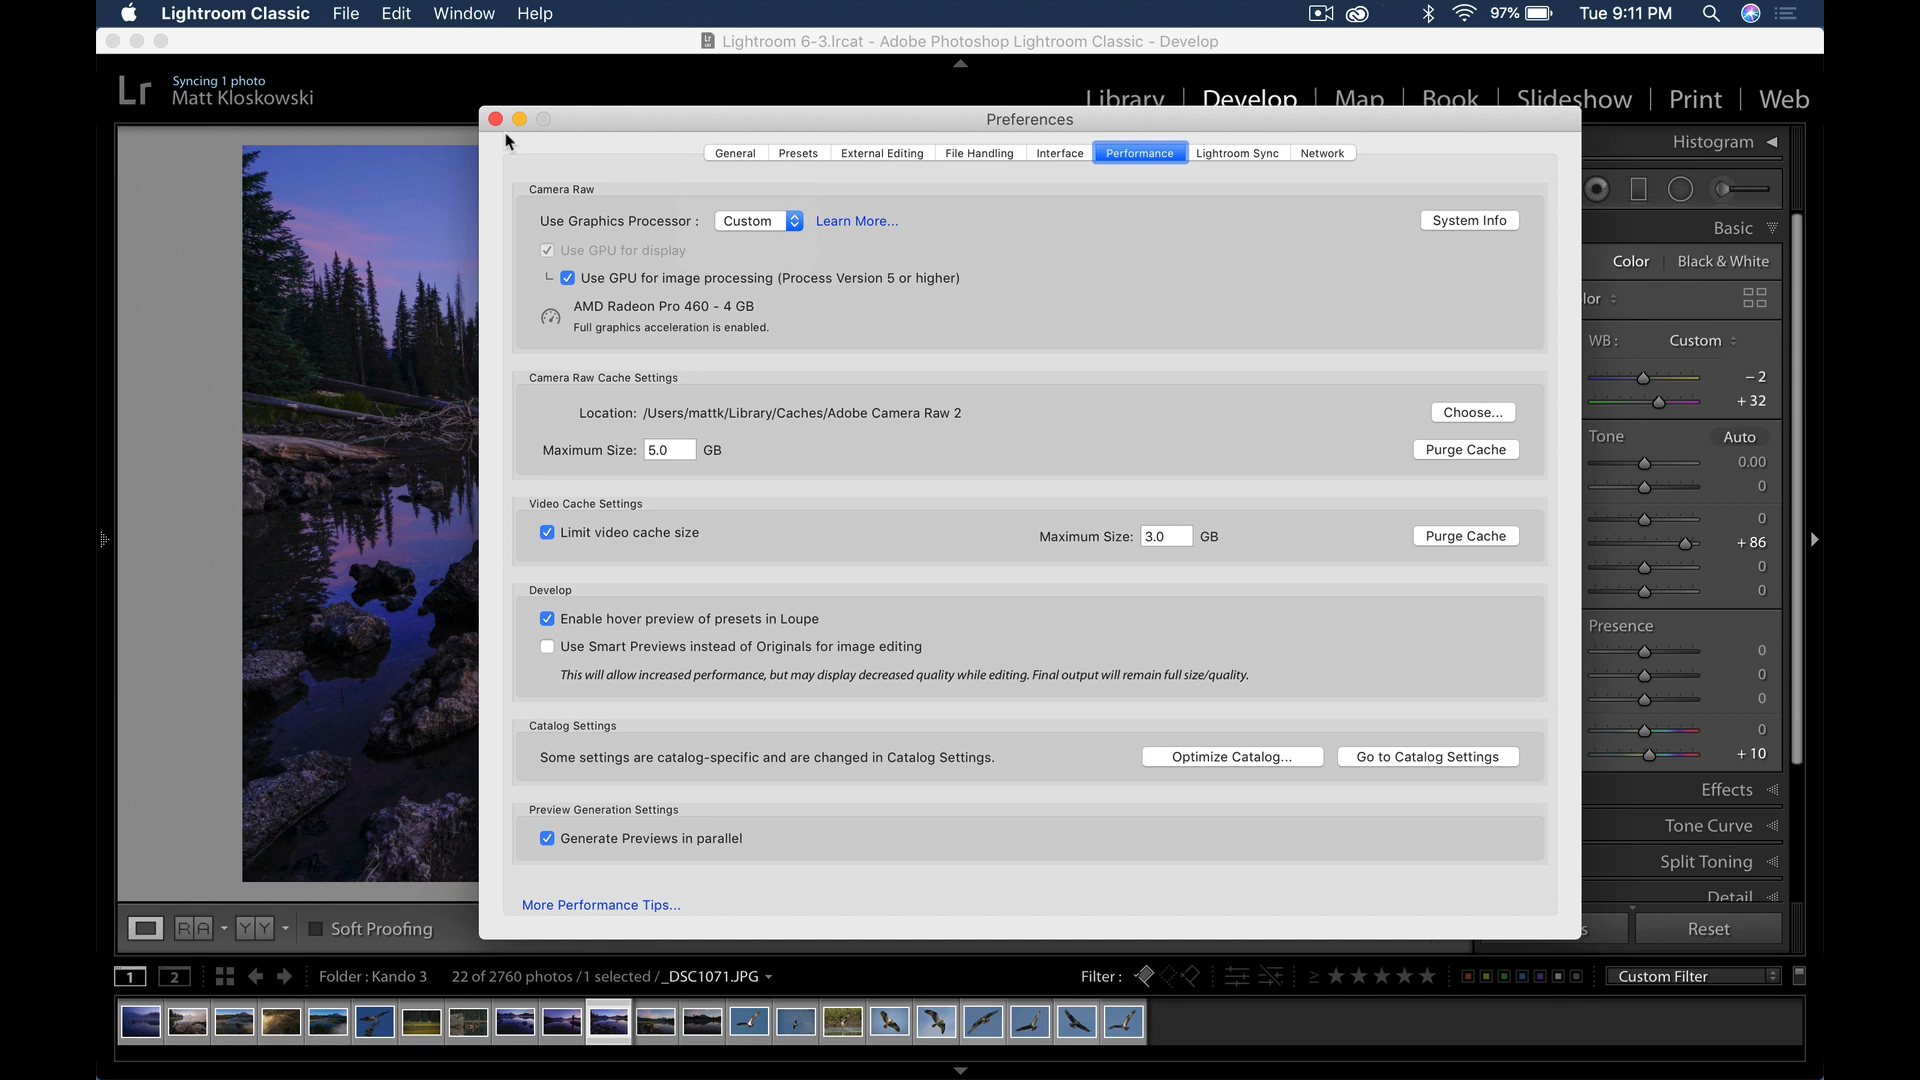 Lightroom Classic File Edit Window Help 97% Tue 9:11 PM
Lightroom 6-3.lrcat - Adobe Photoshop Lightroom Classic - Develop
Lr
Syncing 1 photo
Matt Kloskowski
Library Develop Map Book Slideshow Print Web
Preferences
General Presets External Editing File Handling Interface Performance Lightroom Sync Network
Camera Raw
Use Graphics Processor : Custom Learn More... System Info
Use GPU for display
Use GPU for image processing (Process Version 5 or higher)
AMD Radeon Pro 460 - 4 GB
Full graphics acceleration is enabled.
Camera Raw Cache Settings
Location: /Users/mattk/Library/Caches/Adobe Camera Raw 2 Choose...
Maximum Size: 5.0 GB Purge Cache
Video Cache Settings
Limit video cache size Maximum Size: 3.0 GB Purge Cache
Develop
Enable hover preview of presets in Loupe
Use Smart Previews instead of Originals for image editing
This will allow increased performance, but may display decreased quality while editing. Final output will remain full size/quality.
Catalog Settings
Some settings are catalog-specific and are changed in Catalog Settings. Optimize Catalog... Go to Catalog Settings
Preview Generation Settings
Generate Previews in parallel
More Performance Tips...
Histogram
Basic
Color Black & White
lor
WB : Custom
- 2
+ 32
Tone Auto
0.00
0
0
+ 86
0
0
Presence
0
0
0
0
+ 10
Effects
Tone Curve
Split Toning
Detail
s Reset
R A Y Y Soft Proofing
1 2 Folder : Kando 3 22 of 2760 photos / 1 selected / _DSC1071.JPG Filter : ≥ Custom Filter